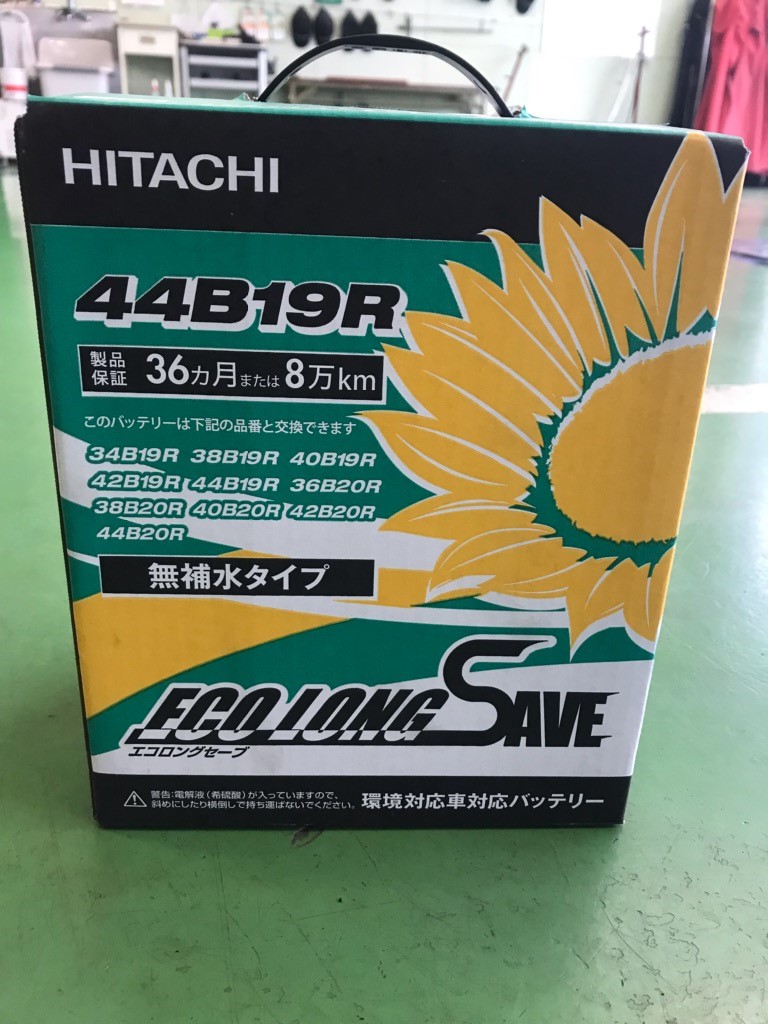 HITACHI
44B19R
製品保証 36カ月または8万km
このバッテリーは下記の品番と交換できます
34B19R 38B19R 40B19R
42B19R 44B19R 36B20R
38B20R 40B20R 42B20R
44B20R
無補水タイプ
ECO LONG SAVE
エコロングセーブ
警告:電解液(希硫酸)が入っていますので、
斜めにしたり横倒しで持ち運ばないでください。
環境対応車対応バッテリー